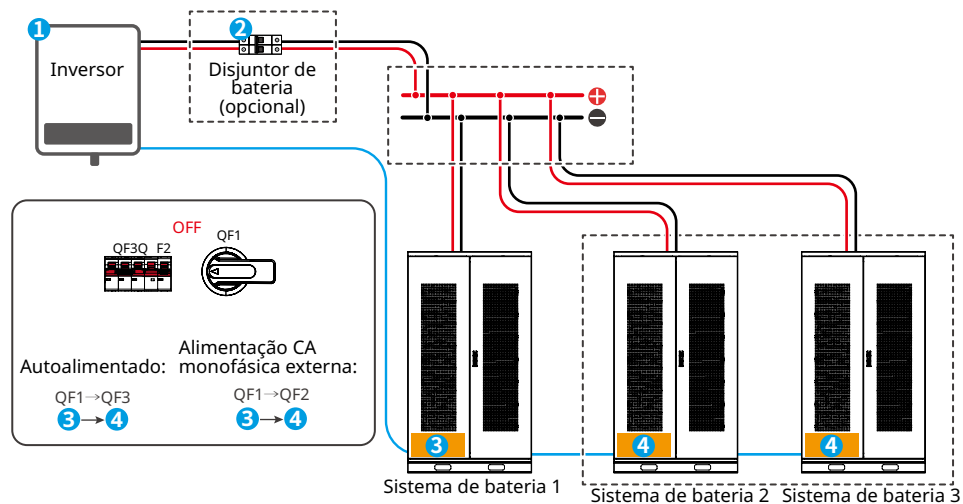 1
Inversor
2
Disjuntor de
bateria
(opcional)
OFF
QF3Q F2
QF1
Autoalimentado:
QF1→QF3
3→4
Alimentação CA
monofásica externa:
QF1→QF2
3→4
3
4
4
Sistema de bateria 1
Sistema de bateria 2
Sistema de bateria 3